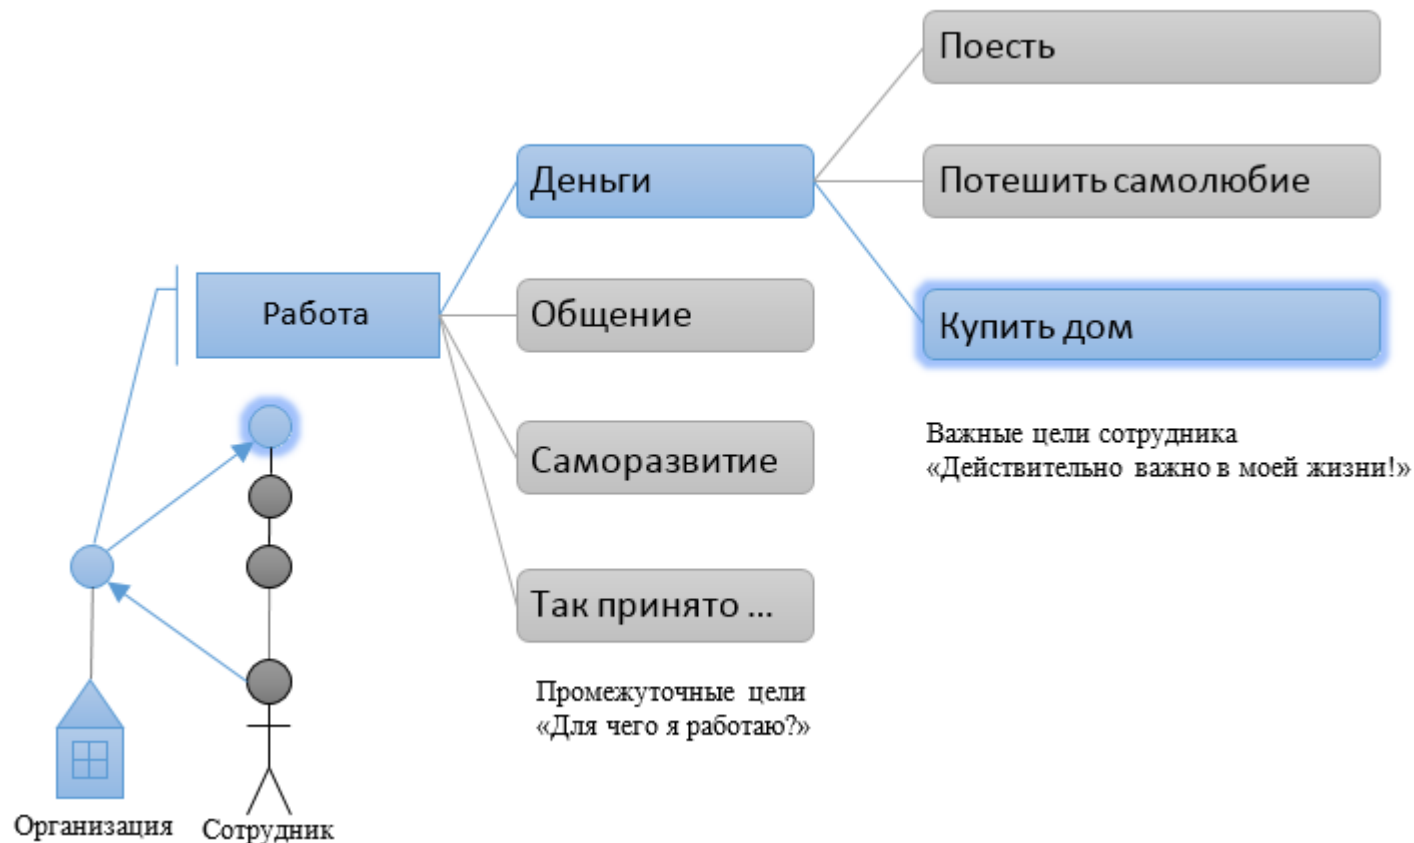 Поесть
Деньги
Потешить самолюбие
Работа
Общение
Купить дом
Важные цели сотрудника
«Действительно важно в моей жизни!»
Саморазвитие
Так принято ...
Промежуточные цели
«Для чего я работаю?»
Организация
Сотрудник